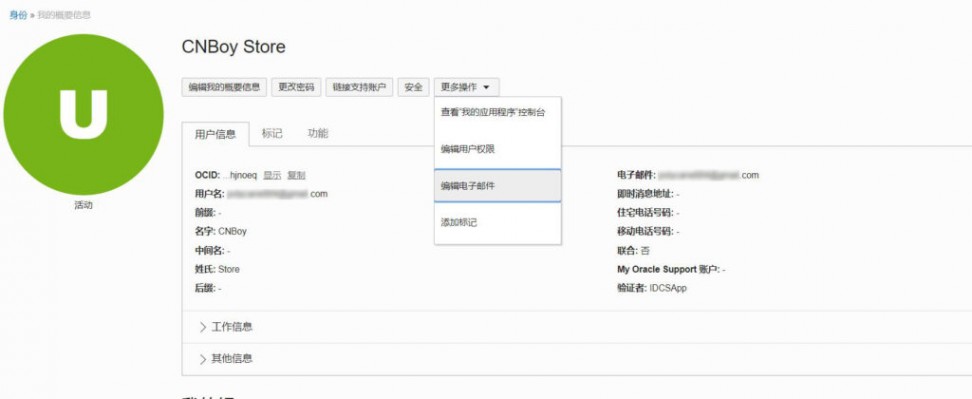 身份 » 我的概要信息
CNBoy Store
编辑我的概要信息 更改密码 链接支持账户 安全 更多操作
查看"我的应用程序"控制台
编辑用户权限
编辑电子邮件
添加标记
U
活动
用户信息 标记 功能
OCID: ...hjnoeq 显示 复制
用户名: .com
前缀: -
名字: CNBoy
中间名: -
姓氏: Store
后缀: -
电子邮件: .com
即时消息地址: -
住宅电话号码: -
移动电话号码: -
联合: 否
My Oracle Support 账户: -
验证者: IDCSApp
工作信息
其他信息